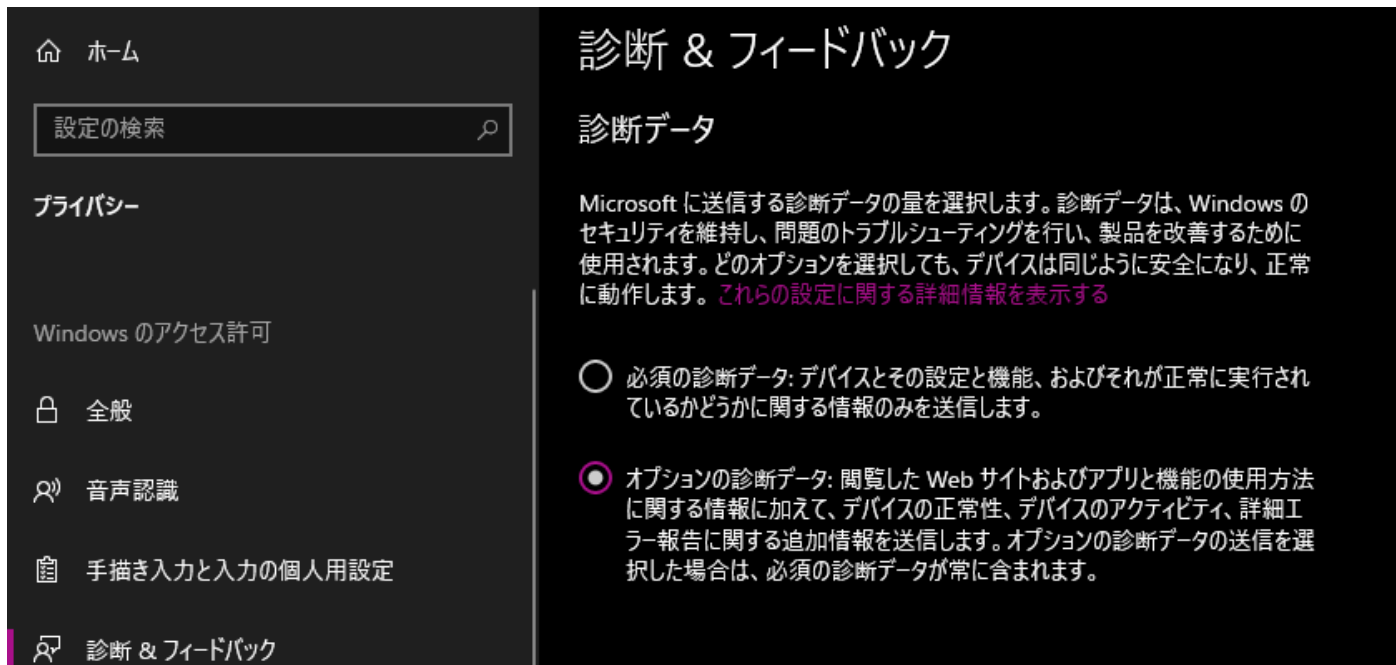 ホーム
設定の検索
プライバシー
Windows のアクセス許可
全般
音声認識
手描き入力と入力の個人用設定
診断 & フィードバック
診断 & フィードバック
診断データ
Microsoft に送信する診断データの量を選択します。診断データは、Windows の
セキュリティを維持し、問題のトラブルシューティングを行い、製品を改善するために
使用されます。どのオプションを選択しても、デバイスは同じように安全になり、正常
に動作します。これらの設定に関する詳細情報を表示する
必須の診断データ: デバイスとその設定と機能、およびそれが正常に実行され
ているかどうかに関する情報のみを送信します。
オプションの診断データ: 閲覧した Web サイトおよびアプリと機能の使用方法
に関する情報に加えて、デバイスの正常性、デバイスのアクティビティ、詳細エ
ラー報告に関する追加情報を送信します。オプションの診断データの送信を選
択した場合は、必須の診断データが常に含まれます。